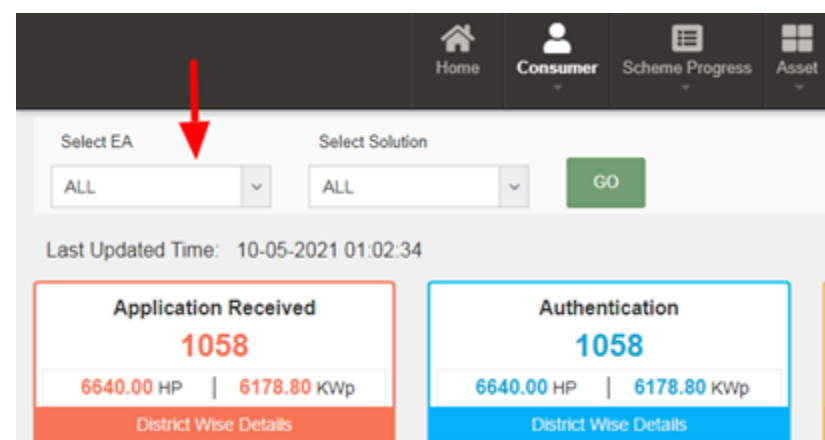 Home Consumer Scheme Progress Asset
Select EA Select Solution
ALL ALL GO
Last Updated Time: 10-05-2021 01:02:34
Application Received Authentication
1058 1058
6640.00 HP | 6178.80 KWp 6640.00 HP | 6178.80 KWp
District Wise Details District Wise Details